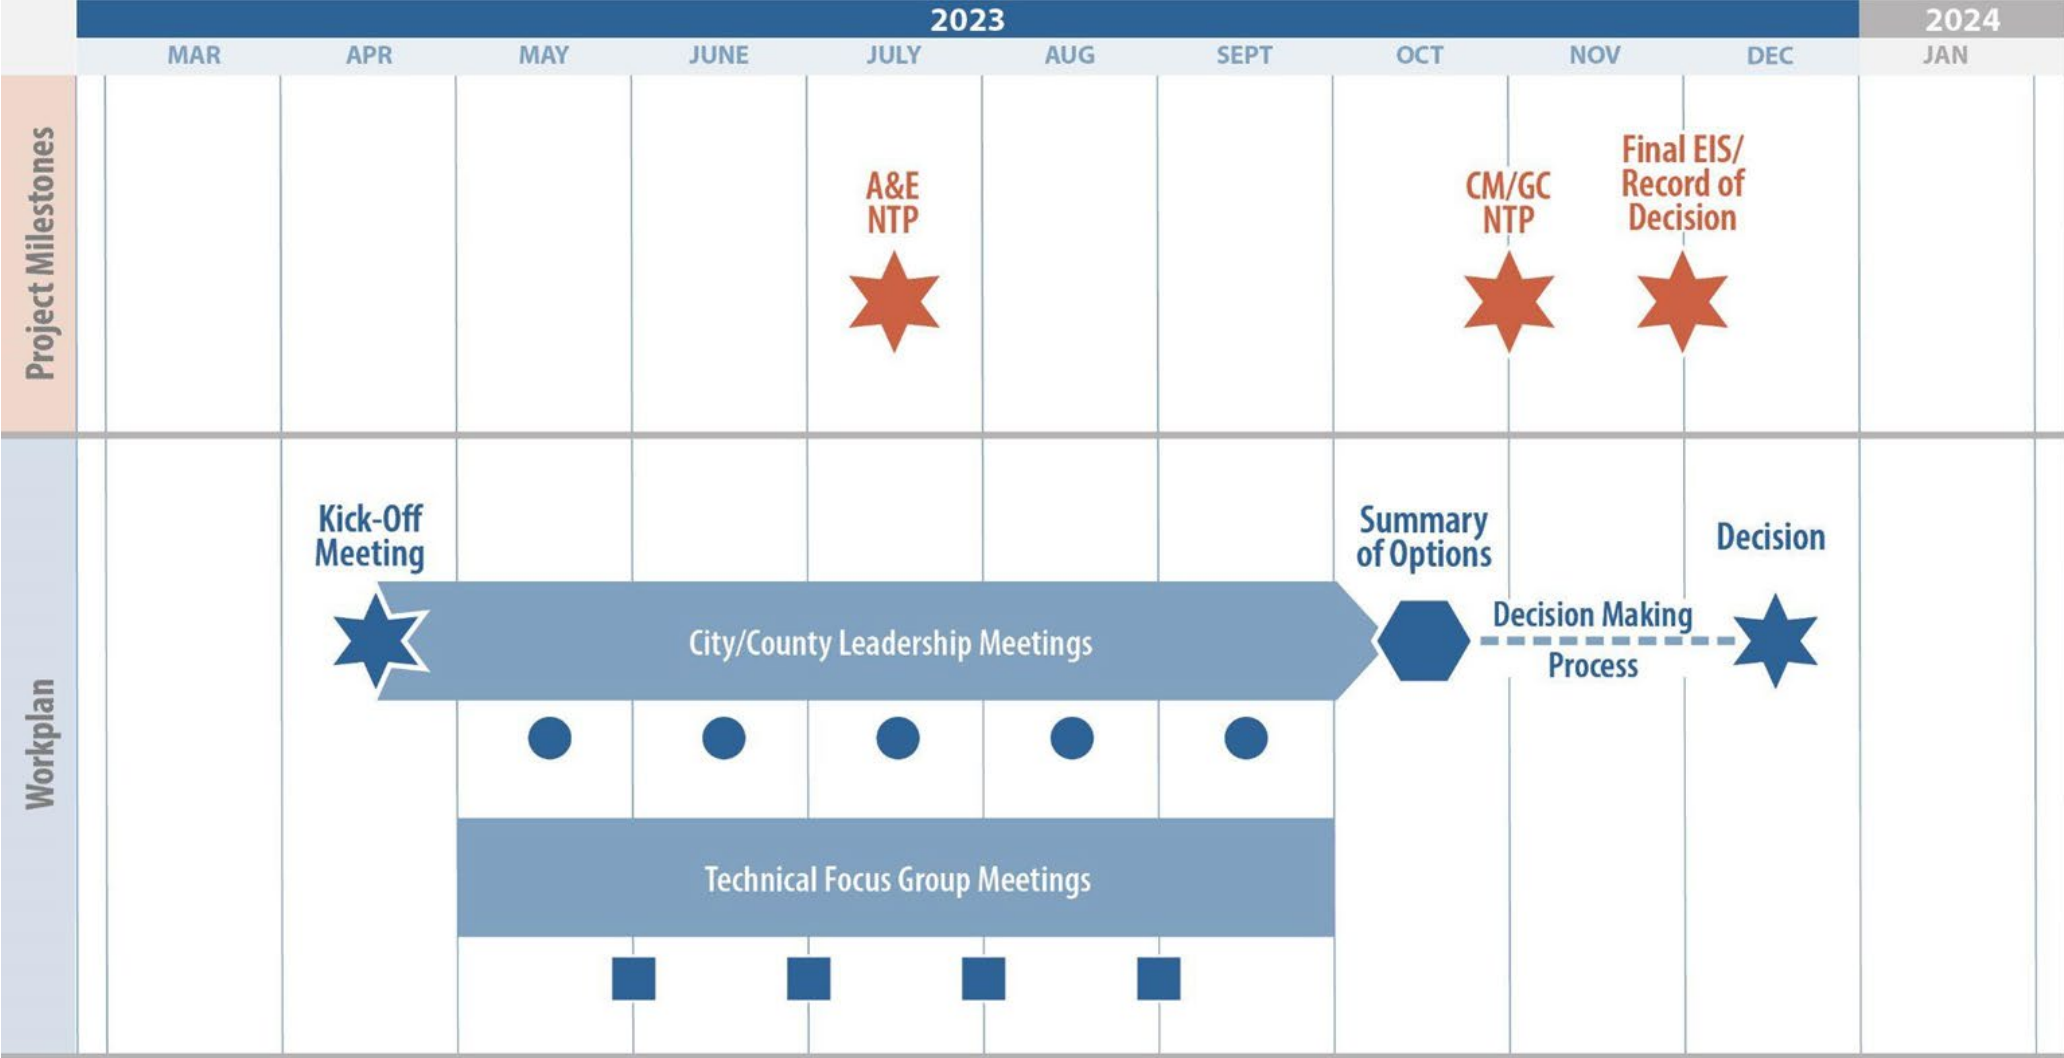 2023
2024
MAR
APR
MAY
JUNE
JULY
AUG
SEPT
OCT
NOV
DEC
JAN
Project Milestones
A&E
NTP
CM/GC
NTP
Final EIS/
Record of
Decision
Workplan
Kick-Off
Meeting
City/County Leadership Meetings
Summary
of Options
Decision Making
Process
Decision
Technical Focus Group Meetings